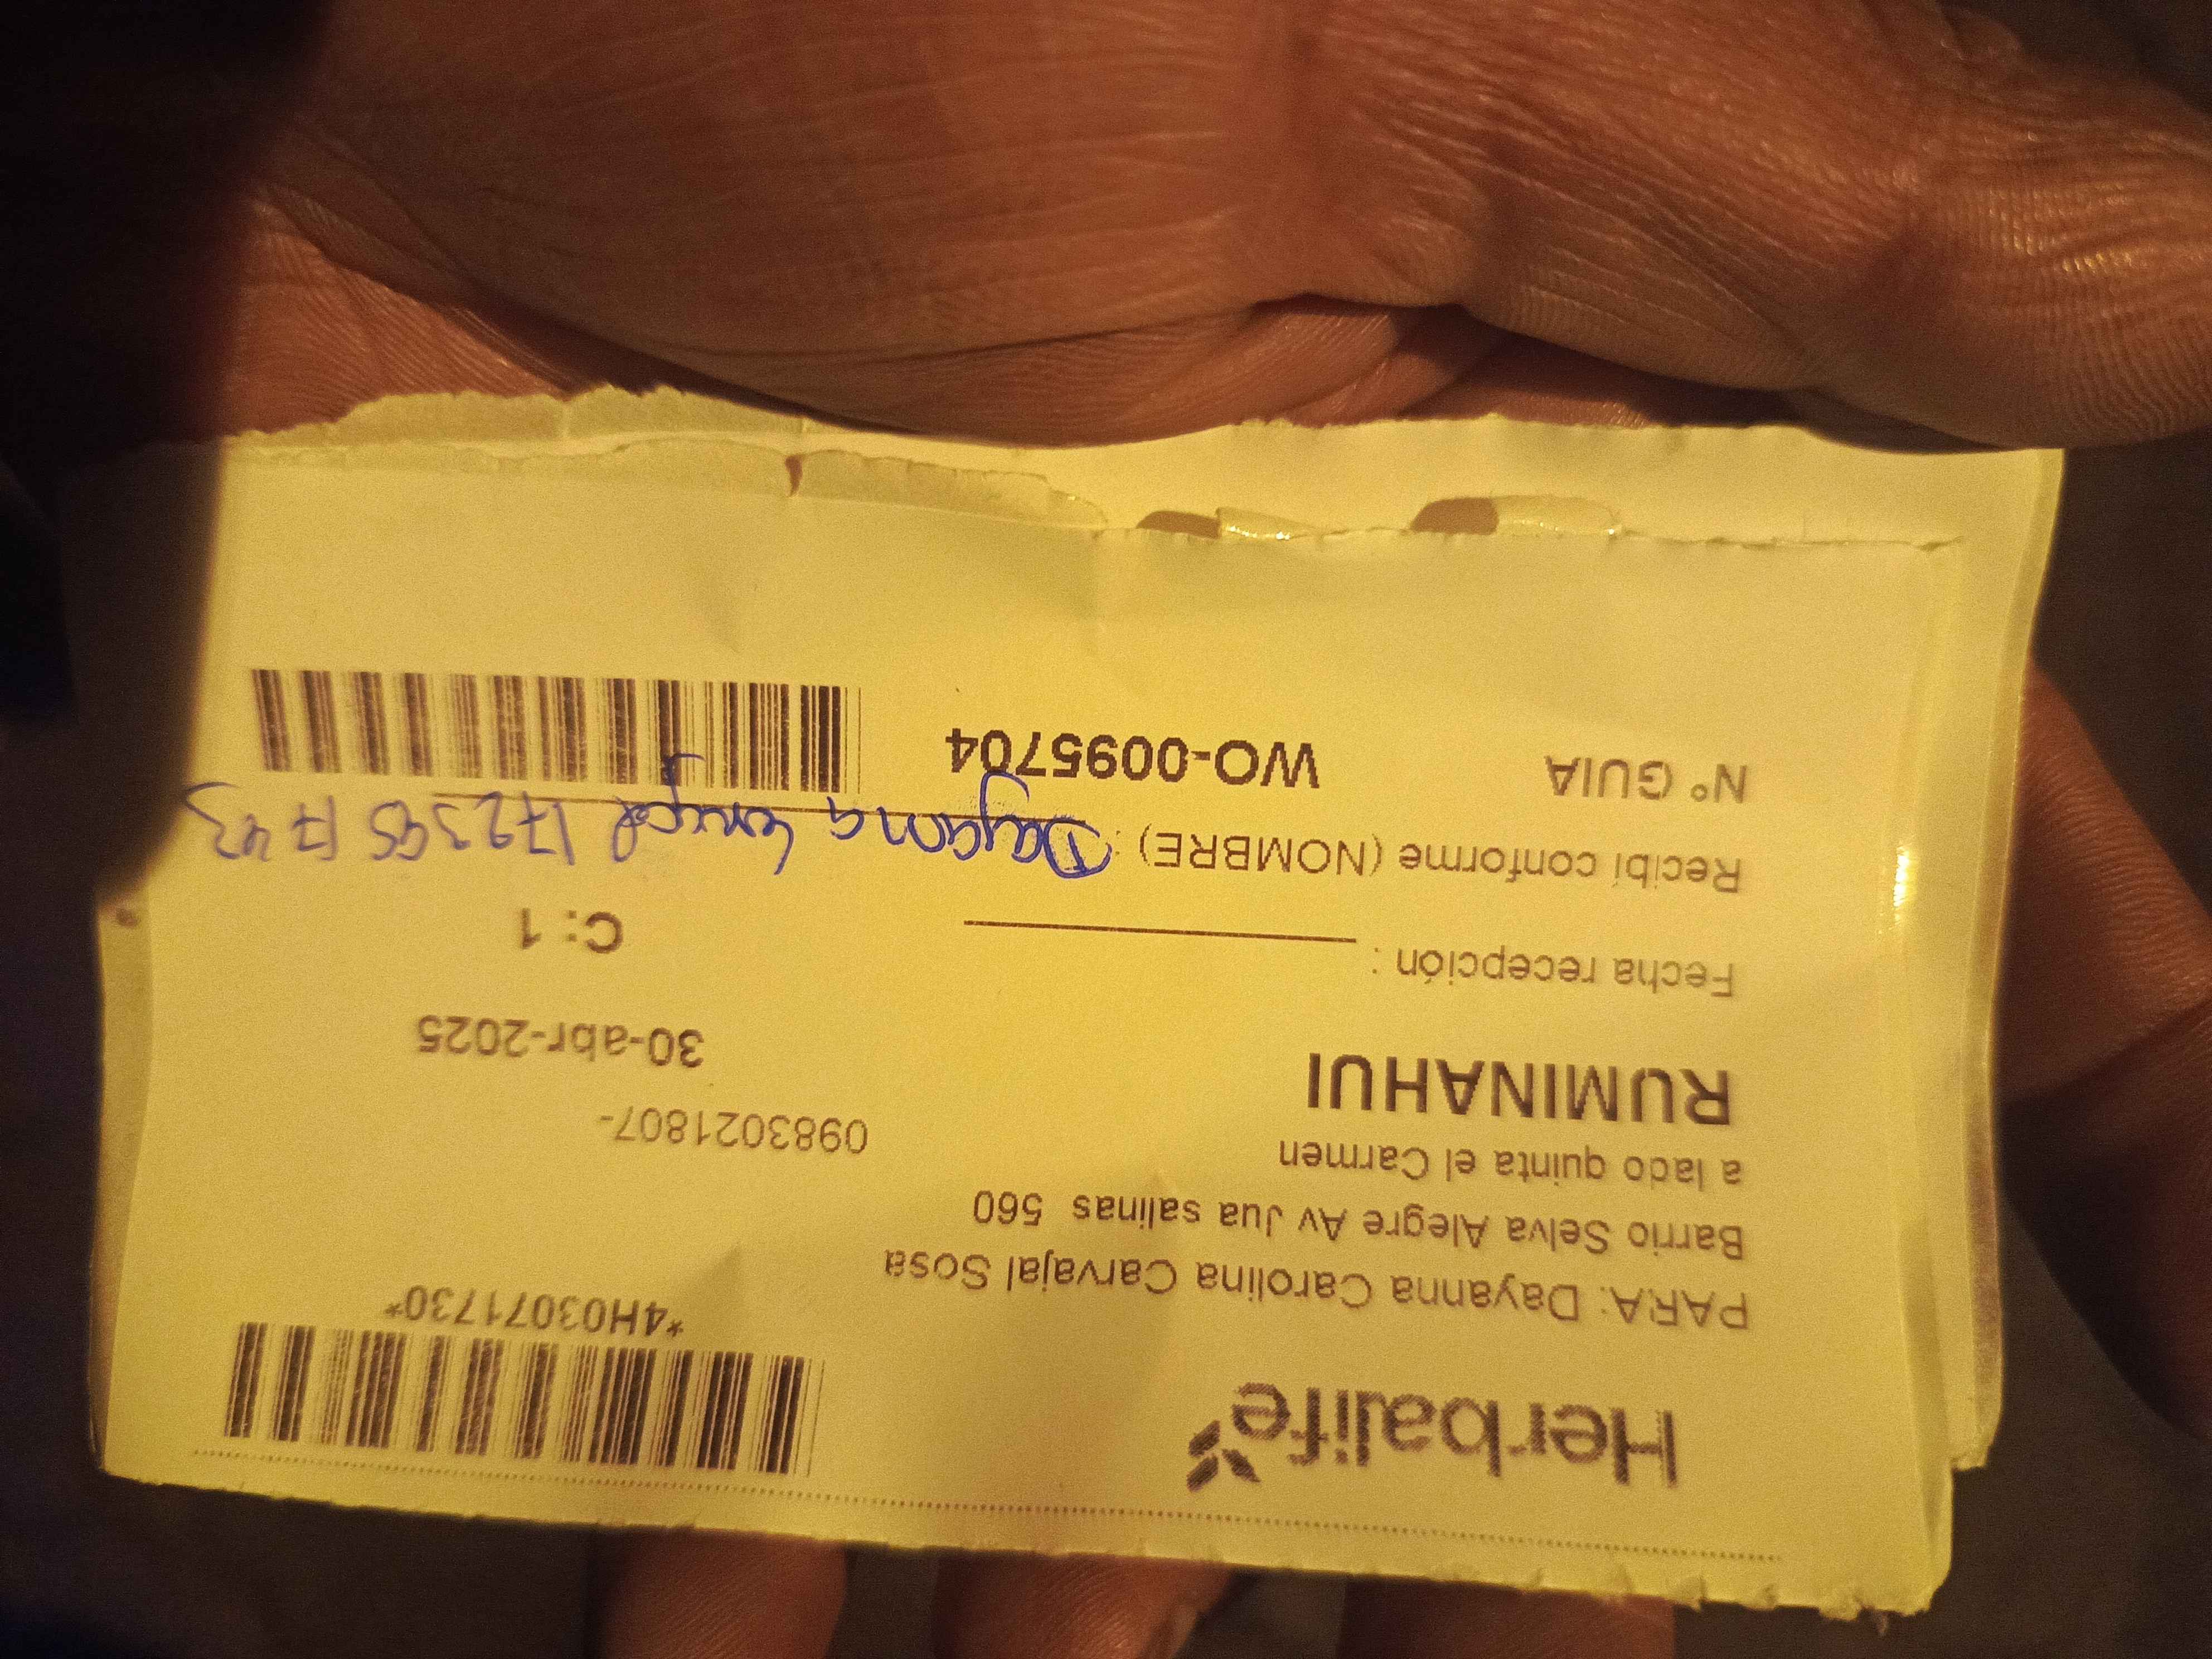 Herbalife
*4H03071730*
PARA: Dayanna Carolina Carvajal Sosa
Barrio Selva Alegre Av Jua salinas 560
a lado quinta el Carmen
0983021807-
RUMINAHUI
30-abr-2025
Fecha recepción :
C: 1
Recibí conforme (NOMBRE) : Dayana
N° GUIA WO-0095704